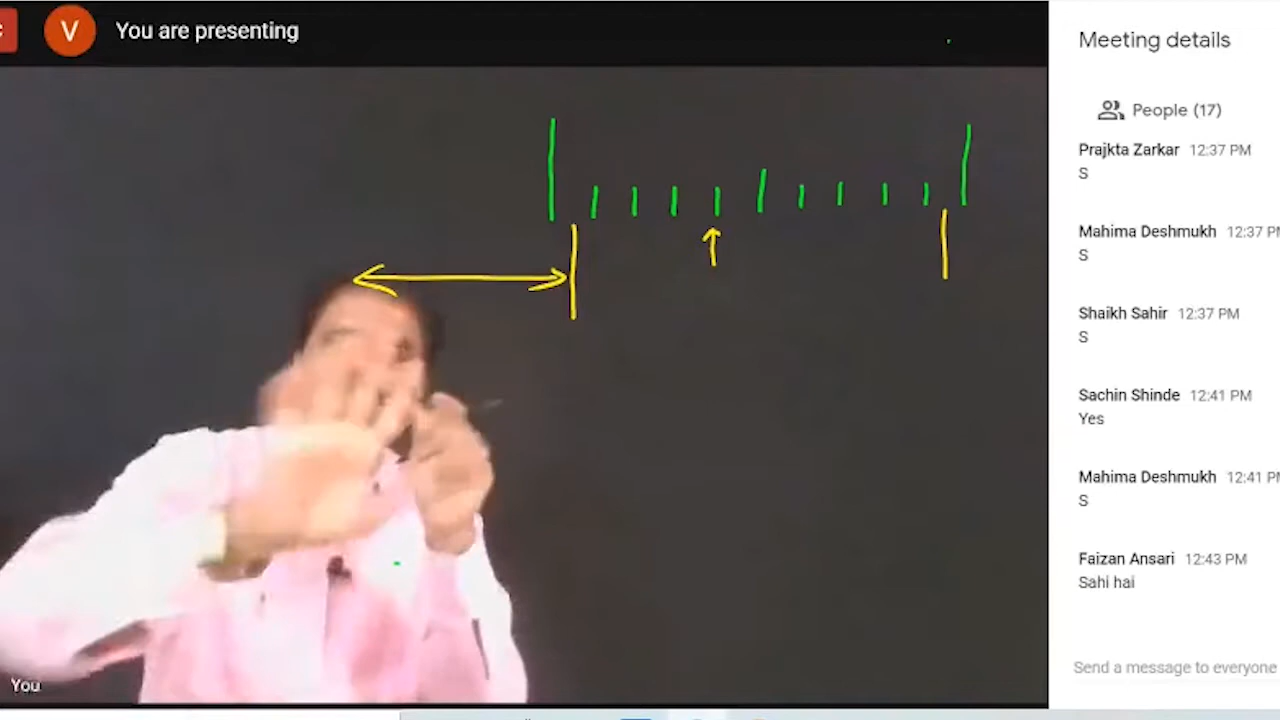 V You are presenting
Meeting details
People (17)
Prajkta Zarkar 12:37 PM
S
Mahima Deshmukh 12:37 PM
S
Shaikh Sahir 12:37 PM
S
Sachin Shinde 12:41 PM
Yes
Mahima Deshmukh 12:41 PM
S
Faizan Ansari 12:43 PM
Sahi hai
Send a message to everyone
You